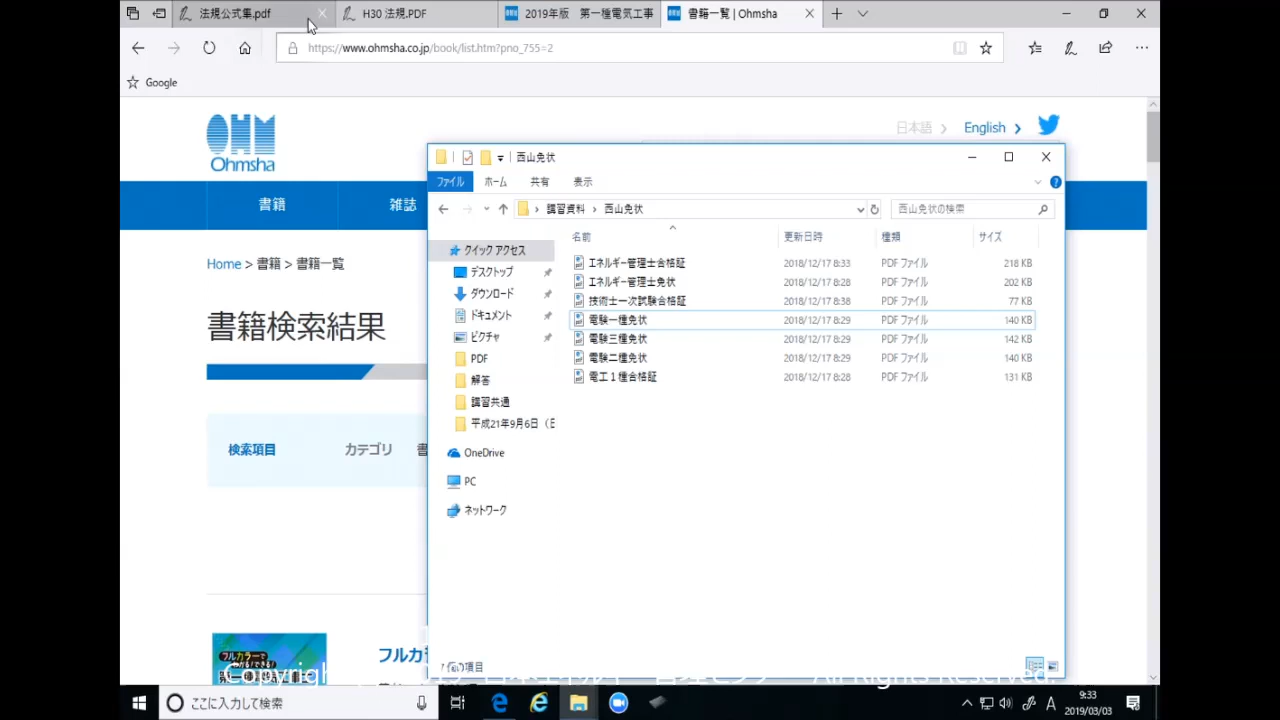 法規公式集.pdf
H30 法規.PDF
2019年版　第一種電気工事
書籍一覧 | Ohmsha
https://www.ohmsha.co.jp/book/list.htm?pno_755=2
Google
Ohmsha
日本語
English
書籍
雑誌
Home > 書籍 > 書籍一覧
書籍検索結果
検索項目
カテゴリ
書
西山免状
ファイル
ホーム
共有
表示
講習資料 › 西山免状
西山免状の検索
名前 更新日時 種類 サイズ
クイック アクセス
デスクトップ
ダウンロード
ドキュメント
ピクチャ
PDF
解答
講習共通
平成21年9月6日（E
OneDrive
PC
ネットワーク
エネルギー管理士合格証 2018/12/17 8:33 PDF ファイル 218 KB
エネルギー管理士免状 2018/12/17 8:28 PDF ファイル 202 KB
技術士一次試験合格証 2018/12/17 8:38 PDF ファイル 77 KB
電験一種免状 2018/12/17 8:29 PDF ファイル 140 KB
電験三種免状 2018/12/17 8:29 PDF ファイル 142 KB
電験二種免状 2018/12/17 8:29 PDF ファイル 140 KB
電工１種合格証 2018/12/17 8:28 PDF ファイル 131 KB
フルカラーで
フルカ
の項目
All Rights Reserved.
ここに入力して検索
A
9:33
2019/03/03